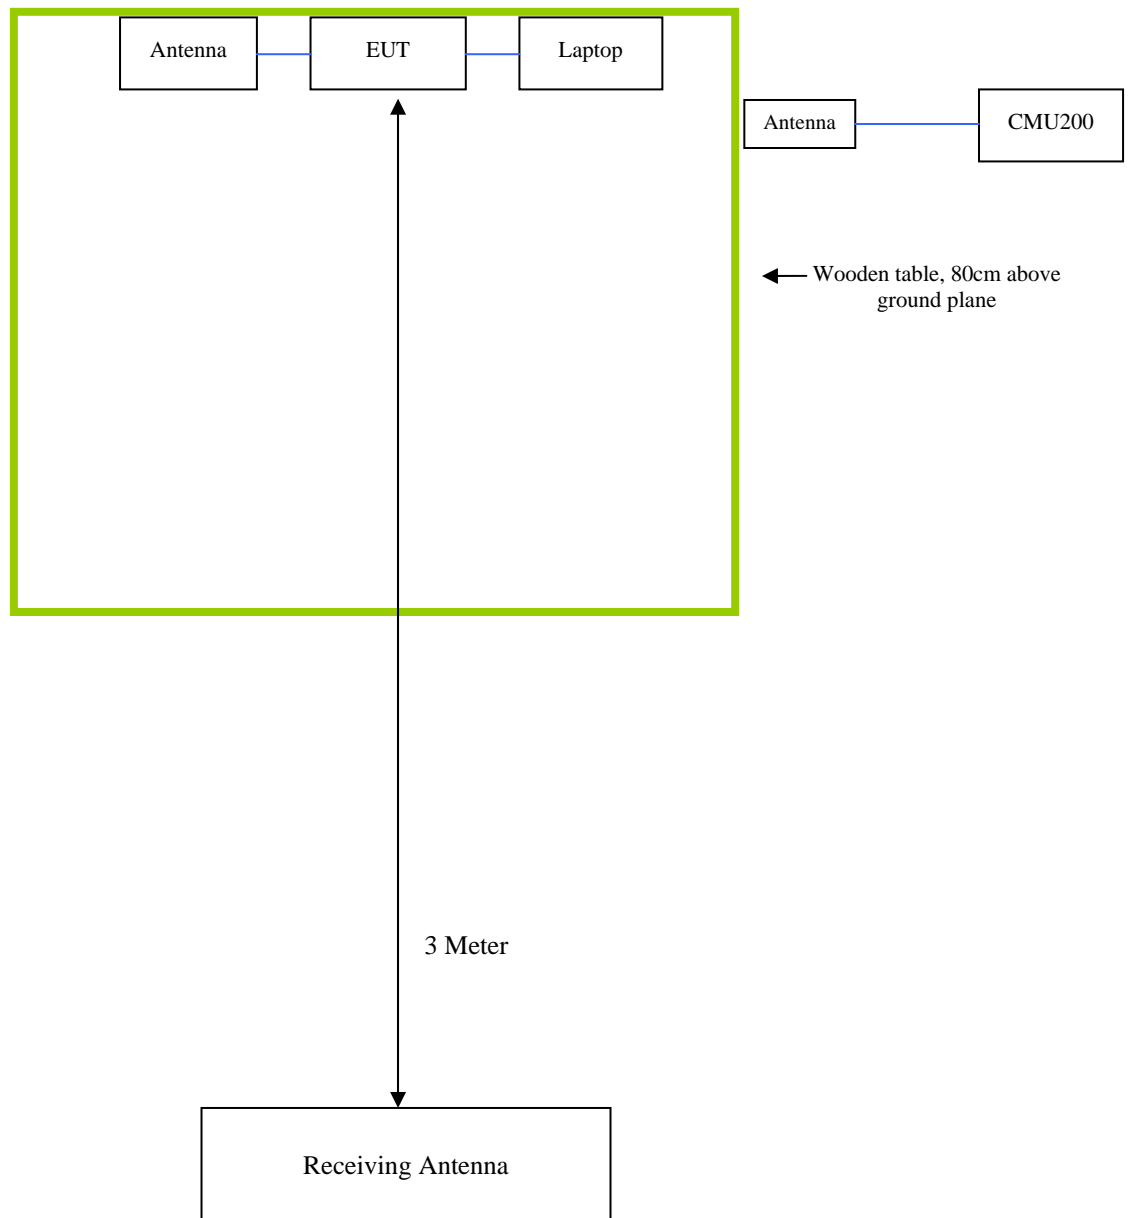 Antenna
EUT
Laptop
Antenna
CMU200
Wooden table, 80cm above
ground plane
3 Meter
Receiving Antenna